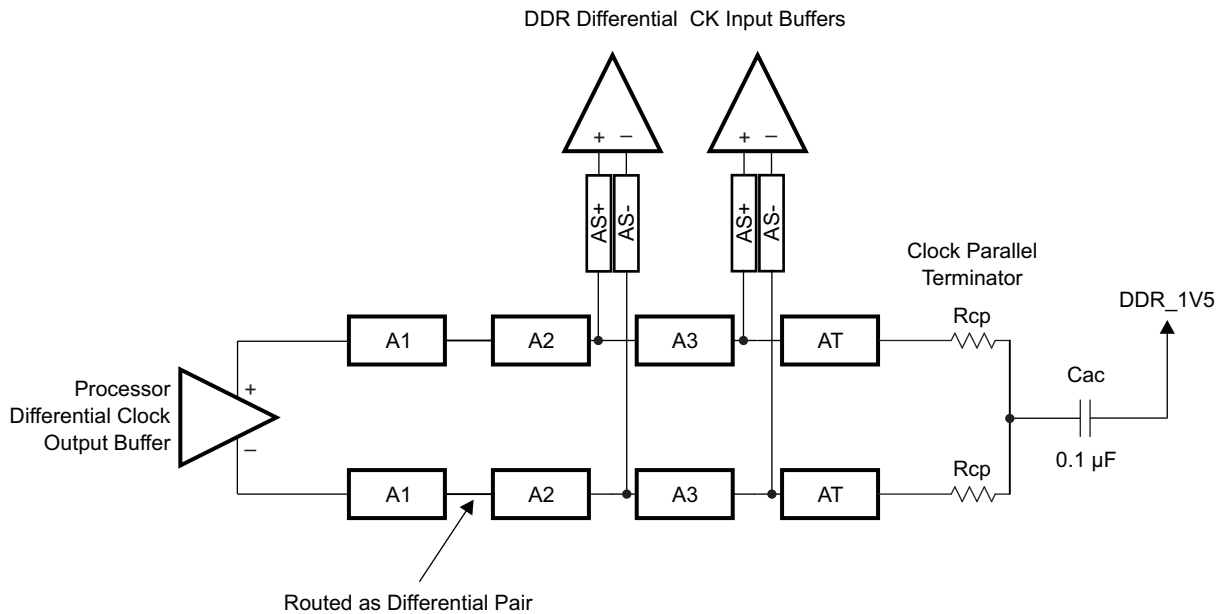 DDR Differential CK Input Buffers
+ −
+ −
AS+
AS-
AS+
AS-
Clock Parallel
Terminator
DDR_1V5
A1
A2
A3
AT
Rcp
Processor
Differential Clock
Output Buffer
+
−
Cac
0.1 µF
A1
A2
A3
AT
Rcp
Routed as Differential Pair